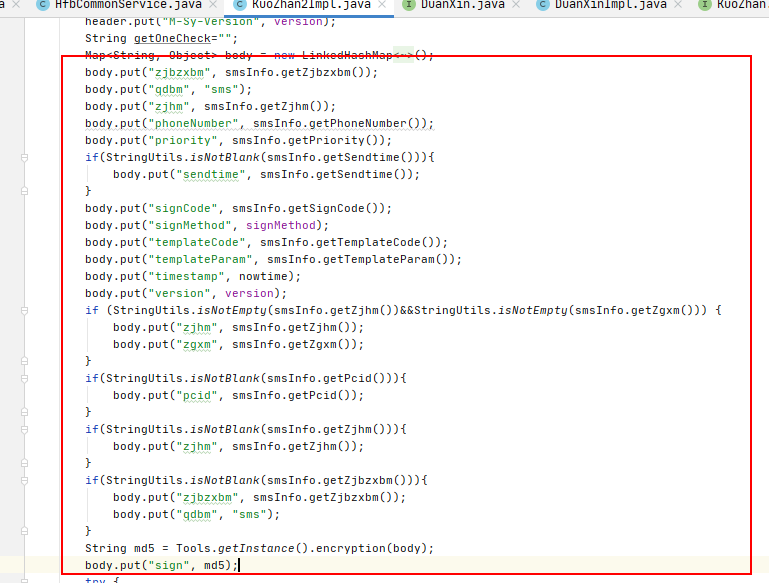 a HfbCommonService.java KuoZhan2Impl.java DuanXin.java DuanXinImpl.java KuoZhan.
header.put("M-Sy-Version", version);
String getOneCheck="";
Map<String, Object> body = new LinkedHashMap<~>();
body.put("zjbzxbm", smsInfo.getZjbzxbm());
body.put("qdbm", "sms");
body.put("zjhm", smsInfo.getZjhm());
body.put("phoneNumber", smsInfo.getPhoneNumber());
body.put("priority", smsInfo.getPriority());
if(StringUtils.isNotBlank(smsInfo.getSendtime())){
body.put("sendtime", smsInfo.getSendtime());
}
body.put("signCode", smsInfo.getSignCode());
body.put("signMethod", signMethod);
body.put("templateCode", smsInfo.getTemplateCode());
body.put("templateParam", smsInfo.getTemplateParam());
body.put("timestamp", nowtime);
body.put("version", version);
if (StringUtils.isNotEmpty(smsInfo.getZjhm())&&StringUtils.isNotEmpty(smsInfo.getZgxm())) {
body.put("zjhm", smsInfo.getZjhm());
body.put("zgxm", smsInfo.getZgxm());
}
if(StringUtils.isNotBlank(smsInfo.getPcid())){
body.put("pcid", smsInfo.getPcid());
}
if(StringUtils.isNotBlank(smsInfo.getZjhm())){
body.put("zjhm", smsInfo.getZjhm());
}
if(StringUtils.isNotBlank(smsInfo.getZjbzxbm())){
body.put("zjbzxbm", smsInfo.getZjbzxbm());
body.put("qdbm", "sms");
}
String md5 = Tools.getInstance().encryption(body);
body.put("sign", md5);
try {